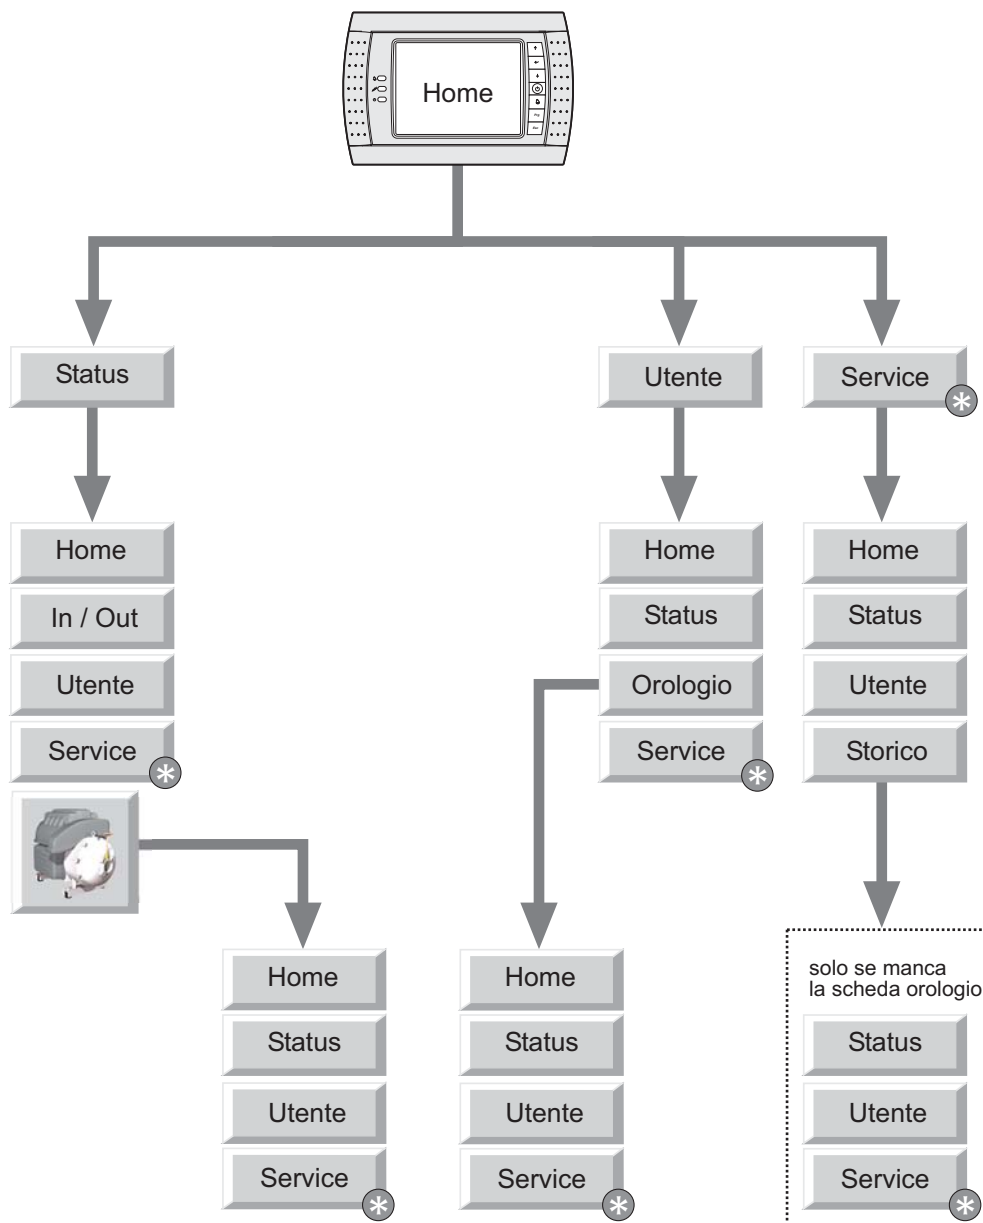 Home
Status
Utente
Service
Home
In / Out
Utente
Service
Home
Status
Orologio
Service
Home
Status
Utente
Storico
Home
Status
Utente
Service
Home
Status
Utente
Service
solo se manca
la scheda orologio
Status
Utente
Service